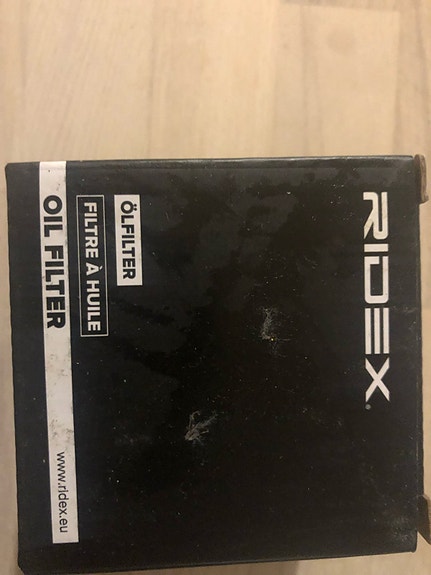 RIDEX
ÖLFILTER
FILTRE À HUILE
OIL FILTER www.ridex.eu